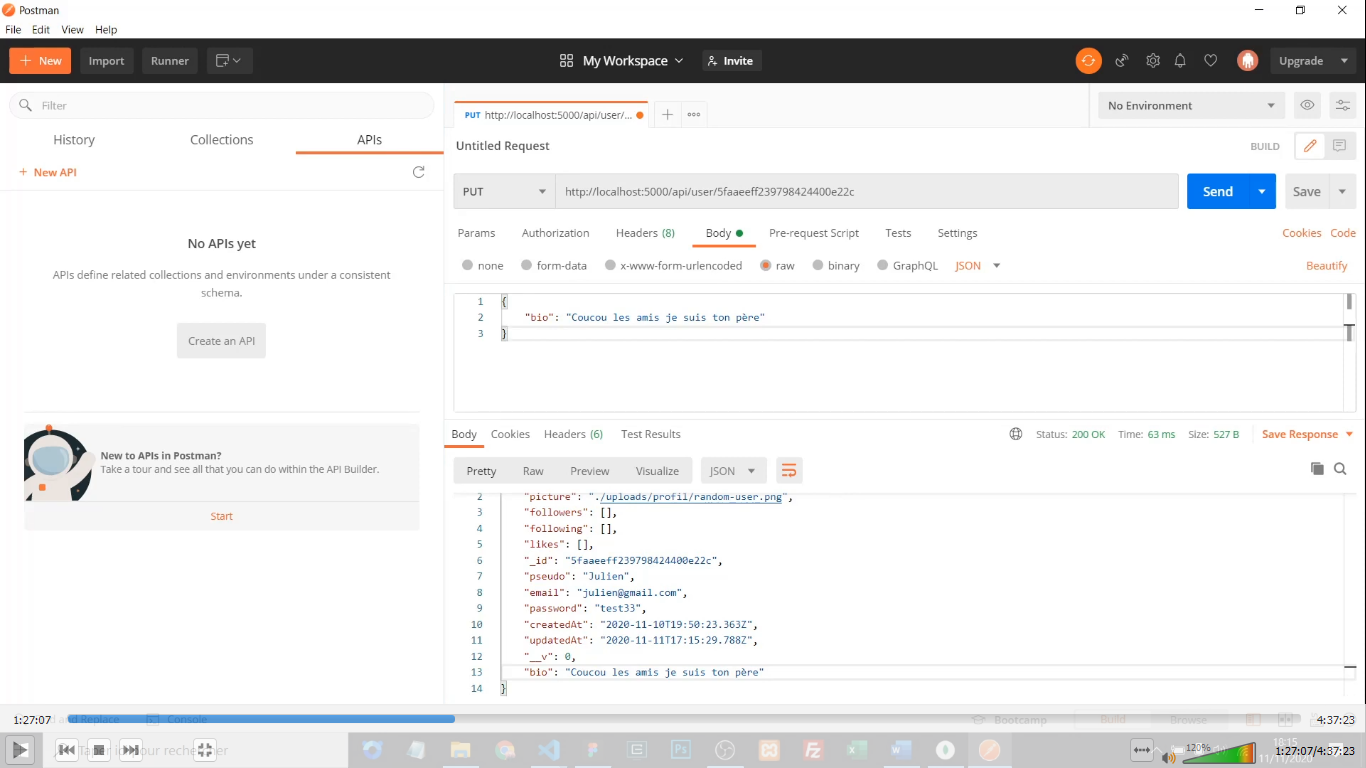 Postman
File Edit View Help
New Import Runner My Workspace Invite Upgrade
Filter
History Collections APIs
+ New API
No APIs yet
APIs define related collections and environments under a consistent
schema.
Create an API
New to APIs in Postman?
Take a tour and see all that you can do within the API Builder.
Start
PUT http://localhost:5000/api/user/...
No Environment
Untitled Request
BUILD
PUT http://localhost:5000/api/user/5faaeeff239798424400e22c Send Save
Params Authorization Headers (8) Body Pre-request Script Tests Settings Cookies Code
none form-data x-www-form-urlencoded raw binary GraphQL JSON Beautify
1 {
2 "bio": "Coucou les amis je suis ton père"
3 }
Body Cookies Headers (6) Test Results Status: 200 OK Time: 63 ms Size: 527 B Save Response
Pretty Raw Preview Visualize JSON
2 "picture": "./uploads/profil/random-user.png",
3 "followers": [],
4 "following": [],
5 "likes": [],
6 "_id": "5faaeeff239798424400e22c",
7 "pseudo": "Julien",
8 "email": "julien@gmail.com",
9 "password": "test33",
10 "createdAt": "2020-11-10T19:50:23.363Z",
11 "updatedAt": "2020-11-11T17:15:29.788Z",
12 "__v": 0,
13 "bio": "Coucou les amis je suis ton père"
14 }
1:27:07 and Replace Console Bootcamp Build Browse 4:37:23
120% 19:15
11/11/2020
1:27:07/4:37:23